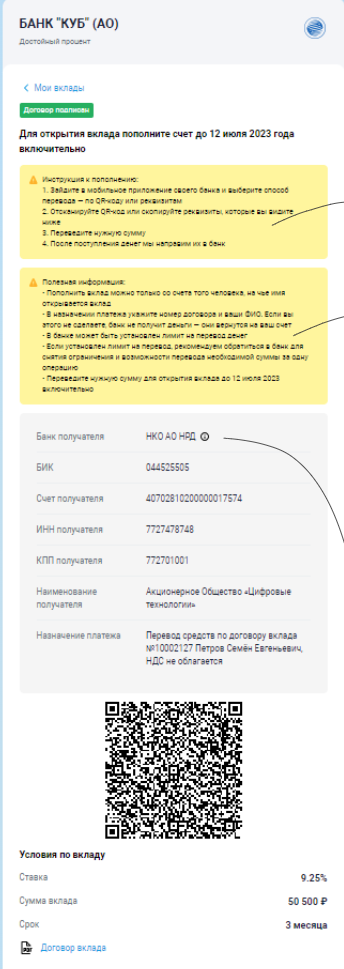 БАНК "КУБ" (АО)
Достойный процент
Мои вклады
Договор подписан
Для открытия вклада пополните счет до 12 июля 2023 года
включительно
Инструкция к пополнению:
1. Зайдите в мобильное приложение своего банка и выберите способ
перевода — по QR-коду или реквизитам
2. Отсканируйте QR-код или скопируйте реквизиты, которые вы видите
ниже
3. Переведите нужную сумму
4. После поступления денег мы направим их в банк
Полезная информация:
- Пополнить вклад можно только со счета того человека, на чье имя
открывается вклад
- В назначении платежа укажите номер договора и ваши ФИО. Если вы
этого не сделаете, банк не получит деньги — они вернутся на ваш счет
- В банке может быть установлен лимит на перевод денег
- Если установлен лимит на перевод, рекомендуем обратиться в банк для
снятия ограничения и возможности перевода необходимой суммы за одну
операцию
- Переведите нужную сумму для открытия вклада до 12 июля 2023
включительно
Банк получателя НКО АО НРД
БИК 044525505
Счет получателя 40702810200000017574
ИНН получателя 7727478748
КПП получателя 772701001
Наименование Акционерное Общество «Цифровые
получателя технологии»
Назначение платежа Перевод средств по договору вклада
№10002127 Петров Семён Евгеньевич,
НДС не облагается
Условия по вкладу
Ставка 9.25%
Сумма вклада 50 500 ₽
Срок 3 месяца
PDF Договор вклада